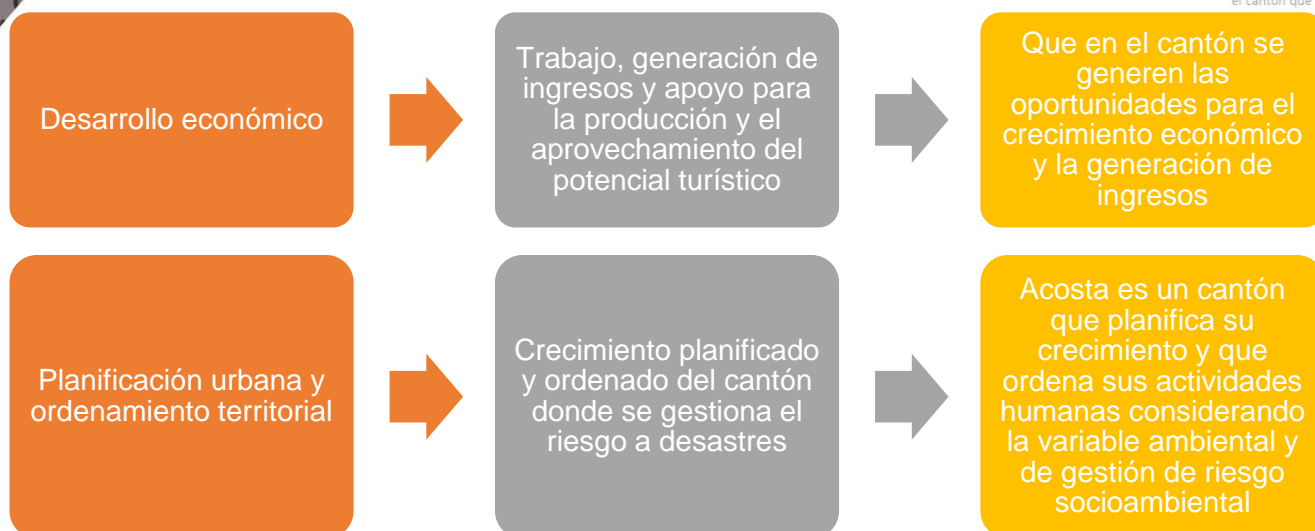 el cantón que
Desarrollo económico
Trabajo, generación de
ingresos y apoyo para
la producción y el
aprovechamiento del
potencial turístico
Que en el cantón se
generen las
oportunidades para el
crecimiento económico
y la generación de
ingresos
Planificación urbana y
ordenamiento territorial
Crecimiento planificado
y ordenado del cantón
donde se gestiona el
riesgo a desastres
Acosta es un cantón
que planifica su
crecimiento y que
ordena sus actividades
humanas considerando
la variable ambiental y
de gestión de riesgo
socioambiental